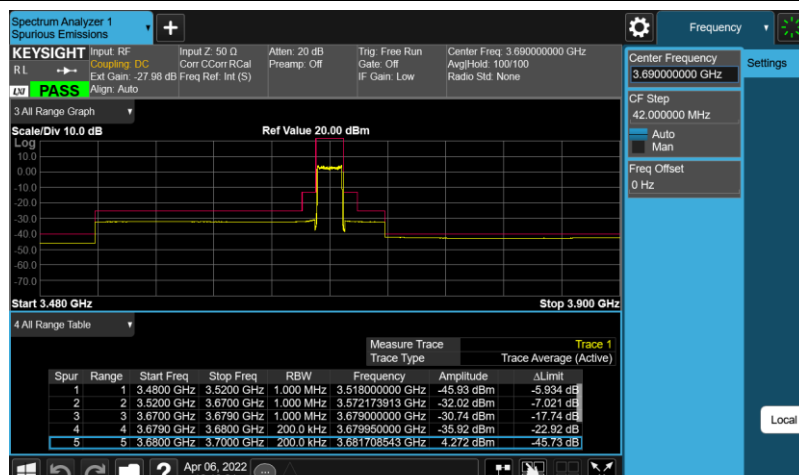 Spectrum Analyzer 1
Spurious Emissions
Frequency
KEYSIGHT
RL
LXI PASS
Input: RF
Coupling: DC
Ext Gain: -27.98 dB
Align: Auto
Input Z: 50 Ω
Corr CCorr RCal
Freq Ref: Int (S)
Atten: 20 dB
Preamp: Off
Trig: Free Run
Gate: Off
IF Gain: Low
Center Freq: 3.690000000 GHz
Avg|Hold: 100/100
Radio Std: None
Center Frequency
3.690000000 GHz
Settings
CF Step
42.000000 MHz
Auto
Man
Freq Offset
0 Hz
Local
3 All Range Graph
Scale/Div 10.0 dB Ref Value 20.00 dBm
Log
10.0
0.00
-10.0
-20.0
-30.0
-40.0
-50.0
-60.0
-70.0
Start 3.480 GHz Stop 3.900 GHz
4 All Range Table
Measure Trace Trace 1
Trace Type Trace Average (Active)
Spur Range Start Freq Stop Freq RBW Frequency Amplitude ΔLimit
1 1 3.4800 GHz 3.5200 GHz 1.000 MHz 3.518000000 GHz -45.93 dBm -5.934 dB
2 2 3.5200 GHz 3.6700 GHz 1.000 MHz 3.572173913 GHz -32.02 dBm -7.021 dB
3 3 3.6700 GHz 3.6790 GHz 1.000 MHz 3.679000000 GHz -30.74 dBm -17.74 dB
4 4 3.6790 GHz 3.6800 GHz 200.0 kHz 3.679950000 GHz -35.92 dBm -22.92 dB
5 5 3.6800 GHz 3.7000 GHz 200.0 kHz 3.681708543 GHz 4.272 dBm -45.73 dB
Apr 06, 2022